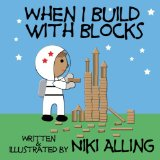 WHEN I BUILD
WITH BLOCKS
WRITTEN
&
ILLUSTRATED BY
NIKI ALLING